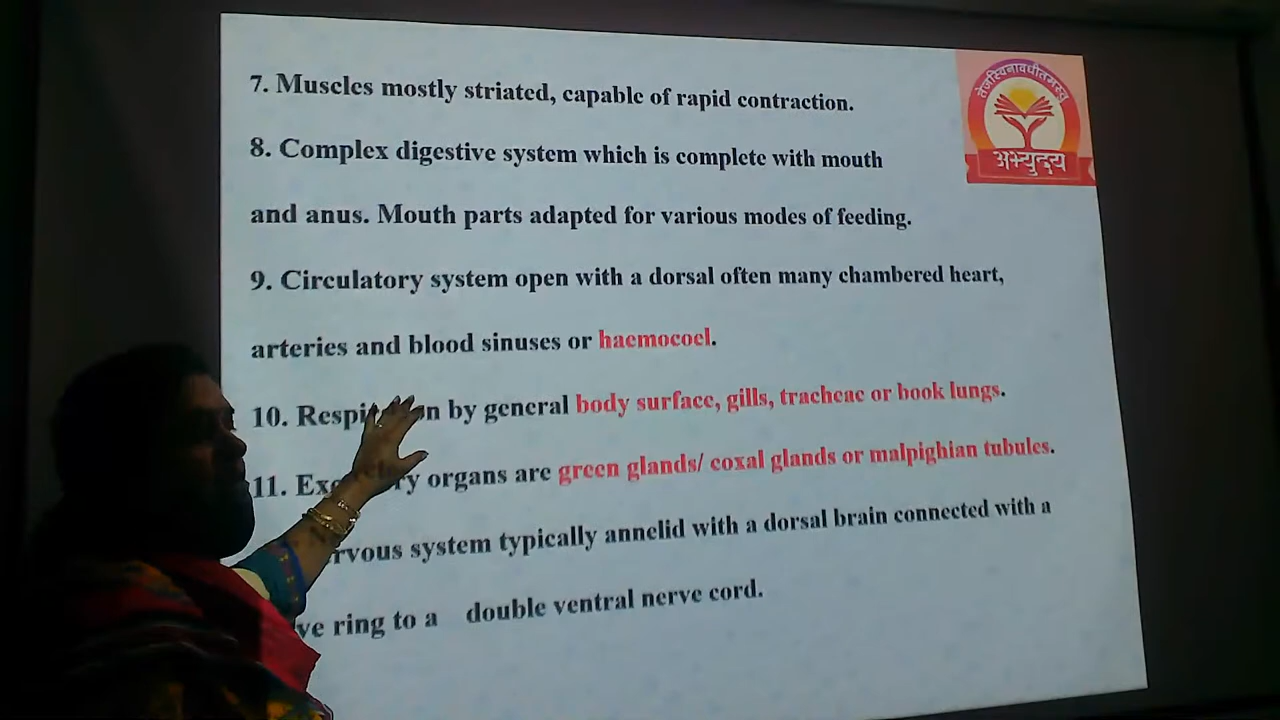 7. Muscles mostly striated, capable of rapid contraction.
8. Complex digestive system which is complete with mouth
and anus. Mouth parts adapted for various modes of feeding.
9. Circulatory system open with a dorsal often many chambered heart,
arteries and blood sinuses or haemocoel.
10. by general body surface, gills, tracheae or book lungs.
11. organs are green glands/ coxal glands or malpighian tubules.
system typically annelid with a dorsal brain connected with a
ring to a double ventral nerve cord.
तेजस्विनावधीतमस्तु
अभ्युदय